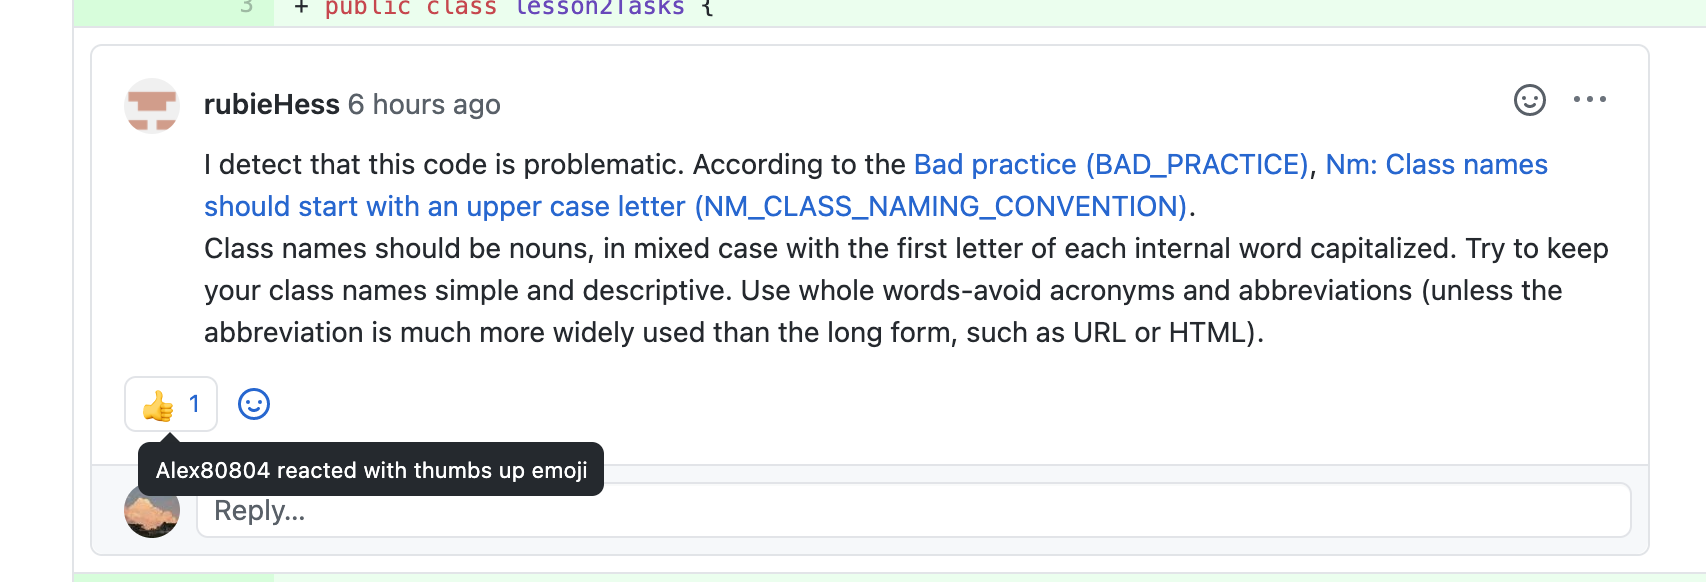 3 + public class lesson2Tasks {
rubieHess 6 hours ago
I detect that this code is problematic. According to the Bad practice (BAD_PRACTICE), Nm: Class names
should start with an upper case letter (NM_CLASS_NAMING_CONVENTION).
Class names should be nouns, in mixed case with the first letter of each internal word capitalized. Try to keep
your class names simple and descriptive. Use whole words-avoid acronyms and abbreviations (unless the
abbreviation is much more widely used than the long form, such as URL or HTML).
👍 1
Alex80804 reacted with thumbs up emoji
Reply...